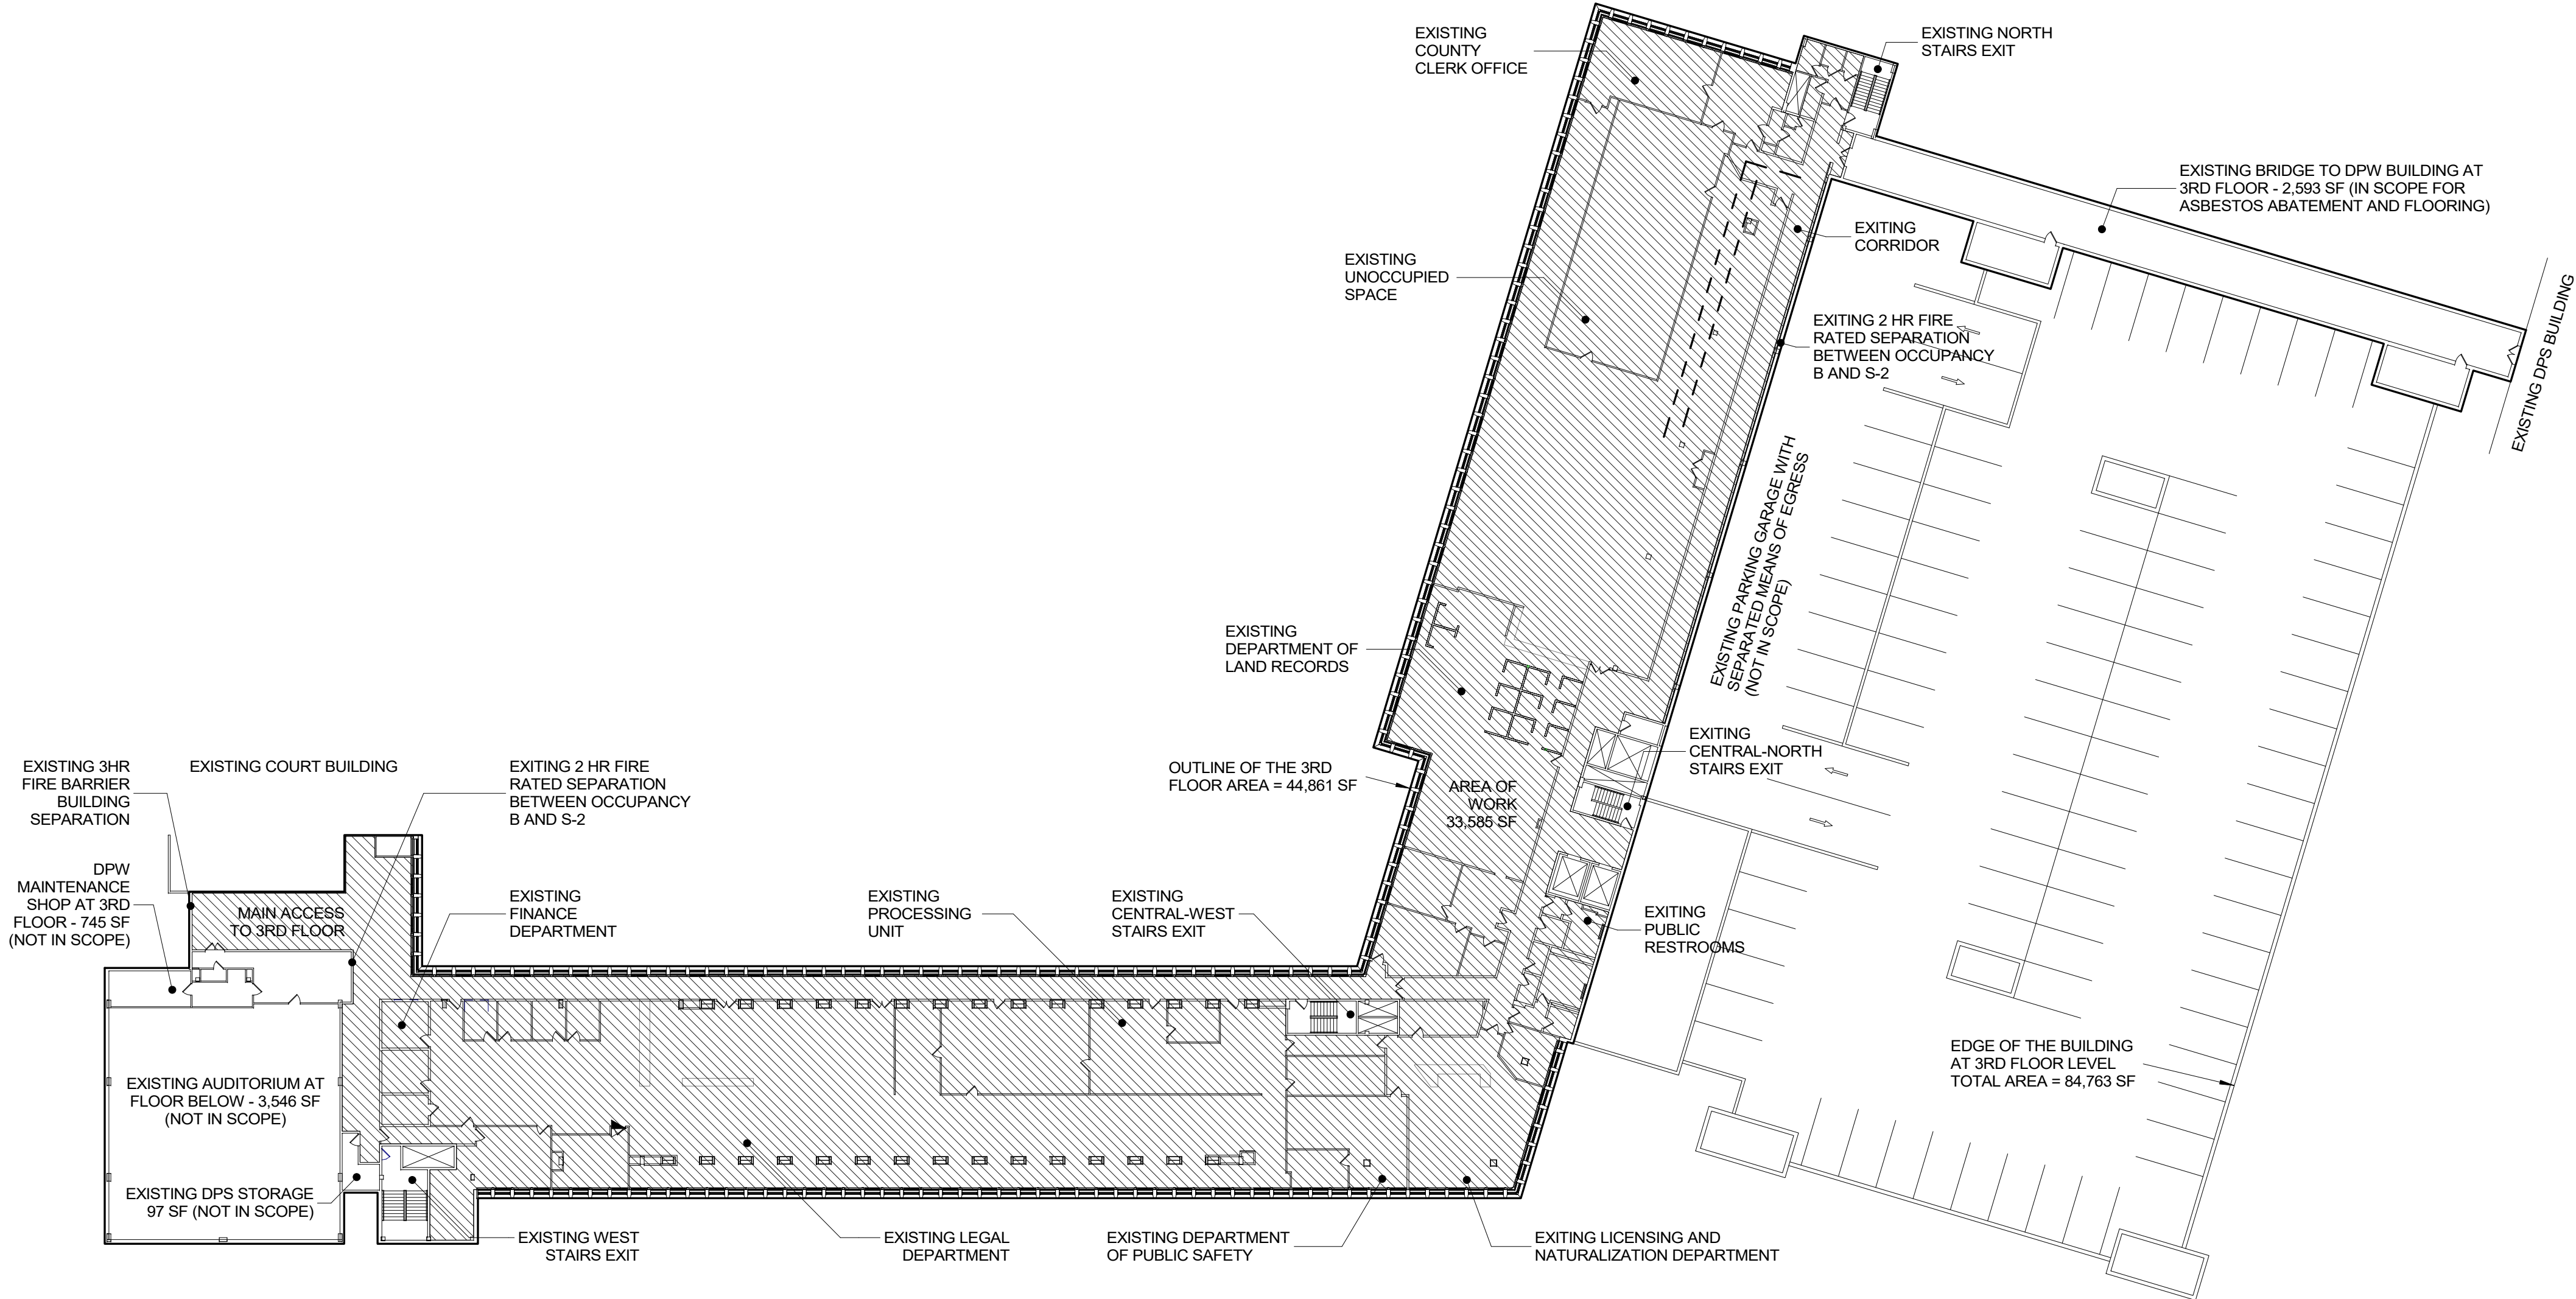 EXISTING
COUNTY
CLERK OFFICE
EXISTING NORTH
STAIRS EXIT
EXISTING BRIDGE TO DPW BUILDING AT
3RD FLOOR - 2,593 SF (IN SCOPE FOR
ASBESTOS ABATEMENT AND FLOORING)
EXITING
CORRIDOR
EXISTING
UNOCCUPIED
SPACE
EXISTING DPS BUILDING
EXITING 2 HR FIRE
RATED SEPARATION
BETWEEN OCCUPANCY
B AND S-2
EXISTING PARKING GARAGE WITH
SEPARATED MEANS OF EGRESS
(NOT IN SCOPE)
EXISTING
DEPARTMENT OF
LAND RECORDS
EXITING
CENTRAL-NORTH
STAIRS EXIT
OUTLINE OF THE 3RD
FLOOR AREA = 44,861 SF
AREA OF
WORK
33,585 SF
EXISTING 3HR
FIRE BARRIER
BUILDING
SEPARATION
EXISTING COURT BUILDING
EXITING 2 HR FIRE
RATED SEPARATION
BETWEEN OCCUPANCY
B AND S-2
DPW
MAINTENANCE
SHOP AT 3RD
FLOOR - 745 SF
(NOT IN SCOPE)
MAIN ACCESS
TO 3RD FLOOR
EXISTING
FINANCE
DEPARTMENT
EXISTING
PROCESSING
UNIT
EXISTING
CENTRAL-WEST
STAIRS EXIT
EXITING
PUBLIC
RESTROOMS
EDGE OF THE BUILDING
AT 3RD FLOOR LEVEL
TOTAL AREA = 84,763 SF
EXISTING AUDITORIUM AT
FLOOR BELOW - 3,546 SF
(NOT IN SCOPE)
EXISTING DPS STORAGE
97 SF (NOT IN SCOPE)
EXISTING WEST
STAIRS EXIT
EXISTING LEGAL
DEPARTMENT
EXISTING DEPARTMENT
OF PUBLIC SAFETY
EXITING LICENSING AND
NATURALIZATION DEPARTMENT